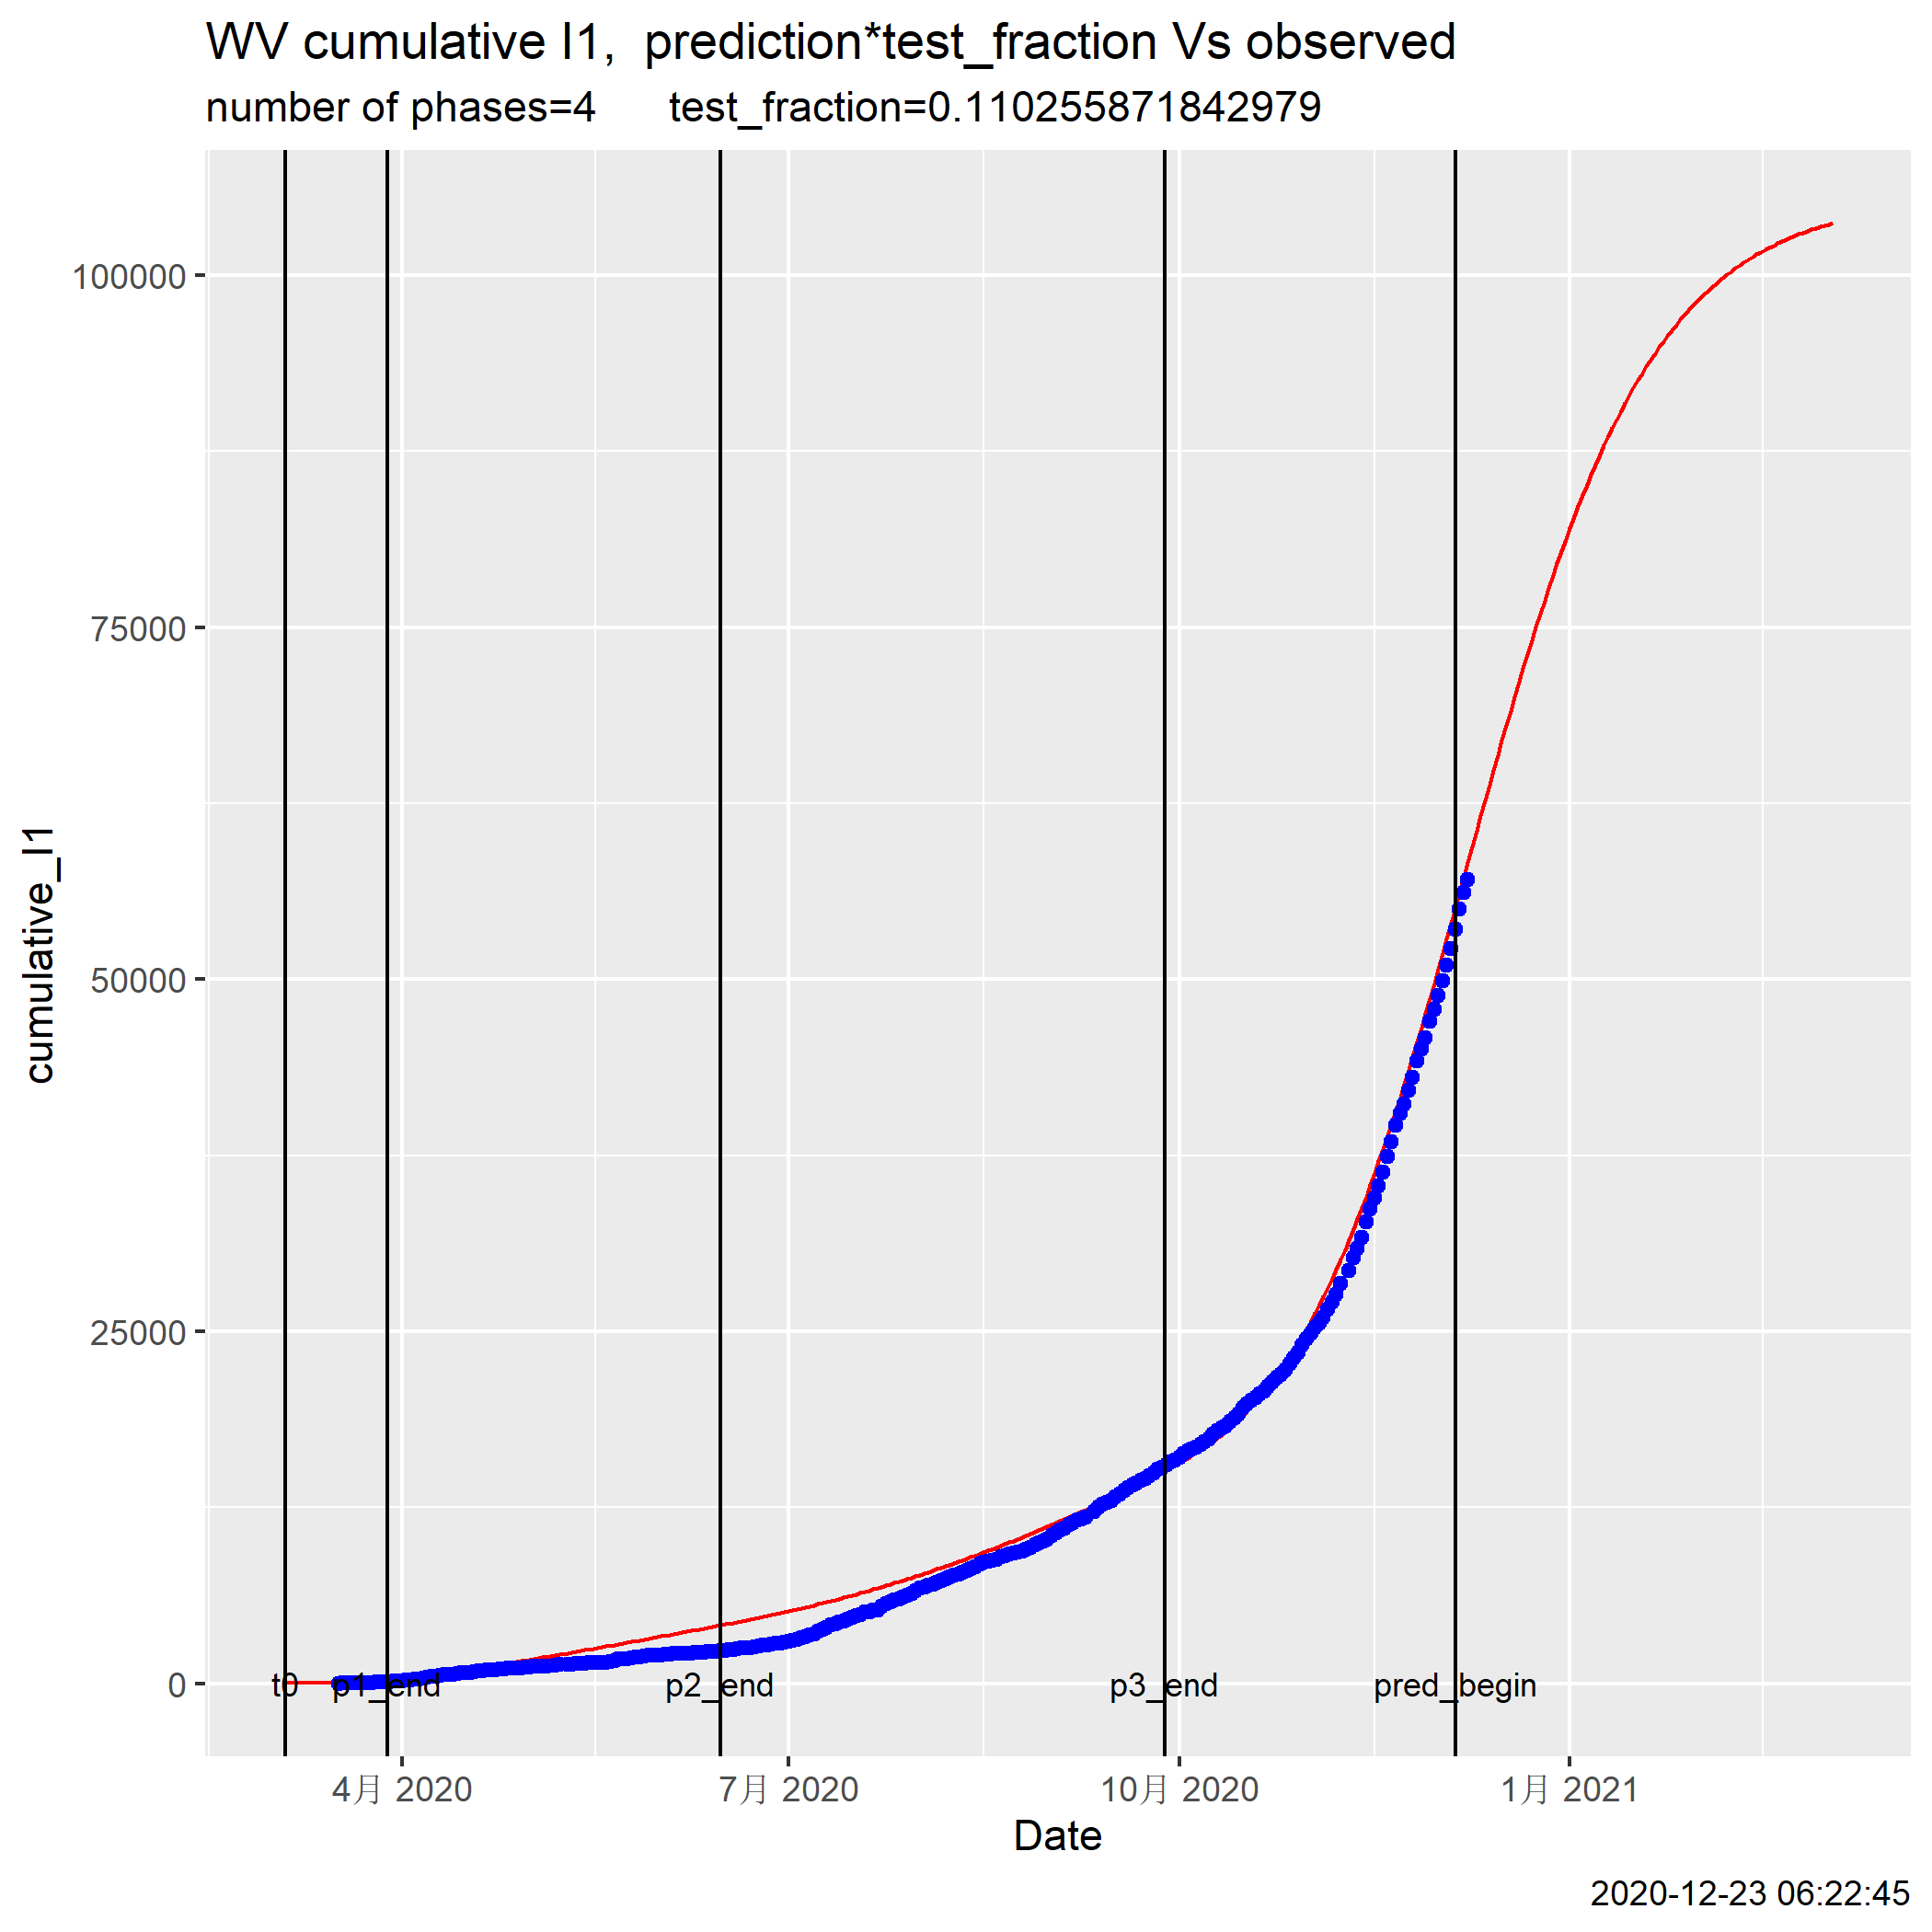 WV cumulative I1,  prediction*test_fraction Vs observed
number of phases=4      test_fraction=0.110255871842979
cumulative_I1
100000
75000
50000
25000
0
t0
p1_end
p2_end
p3_end
pred_begin
4月 2020
7月 2020
10月 2020
1月 2021
Date
2020-12-23 06:22:45